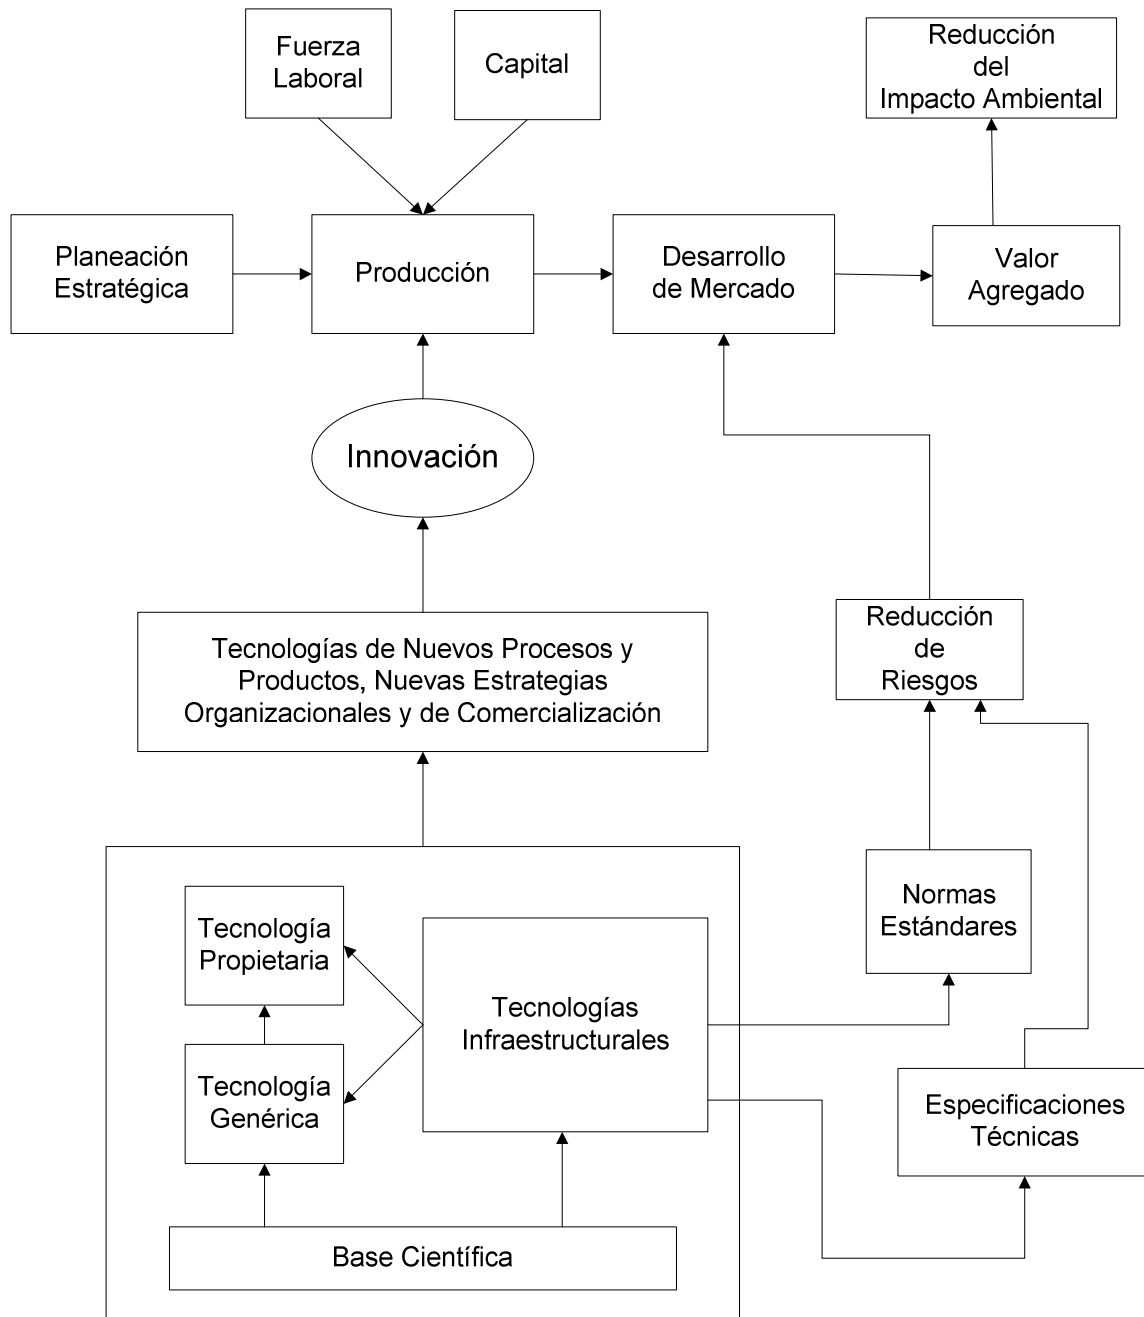 Fuerza
Laboral
Capital
Reducción
del
Impacto Ambiental
Planeación
Estratégica
Producción
Desarrollo
de Mercado
Valor
Agregado
Innovación
Tecnologías de Nuevos Procesos y
Productos, Nuevas Estrategias
Organizacionales y de Comercialización
Reducción
de
Riesgos
Tecnología
Propietaria
Tecnologías
Infraestructurales
Normas
Estándares
Tecnología
Genérica
Especificaciones
Técnicas
Base Científica